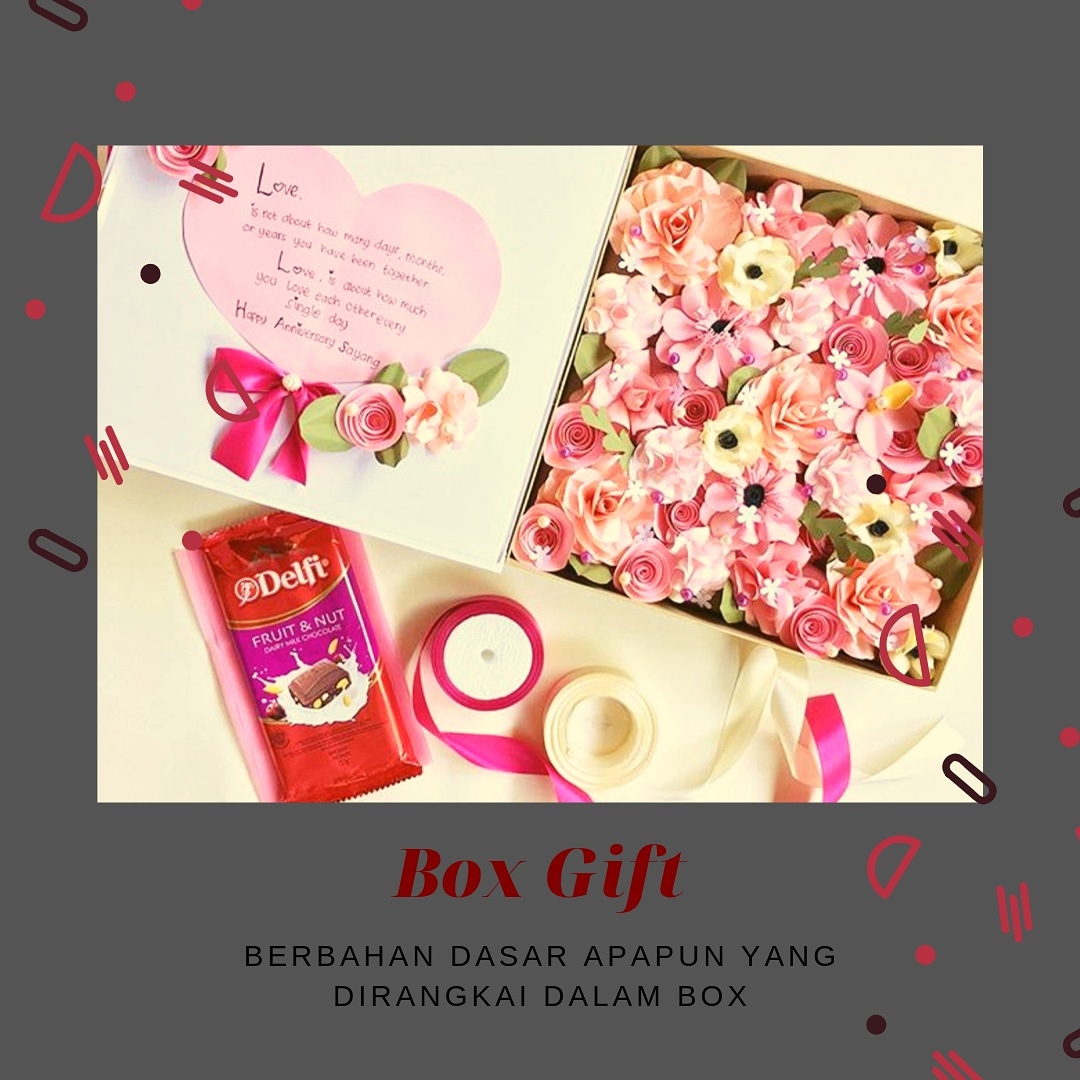 Love,
is not about how many days, months,
or years you have been together
Love, is about how much
you love each other every
single day
Happy Anniversary Sayang
Delfi
FRUIT & NUT
DAIRY MILK CHOCOLATE
Box Gift
BERBAHAN DASAR APAPUN YANG
DIRANGKAI DALAM BOX